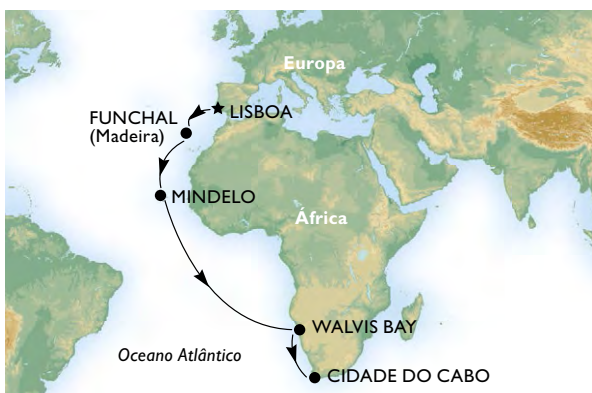 Europa
LISBOA
FUNCHAL
(Madeira)
MINDELO
África
WALVIS BAY
Oceano Atlântico
CIDADE DO CABO